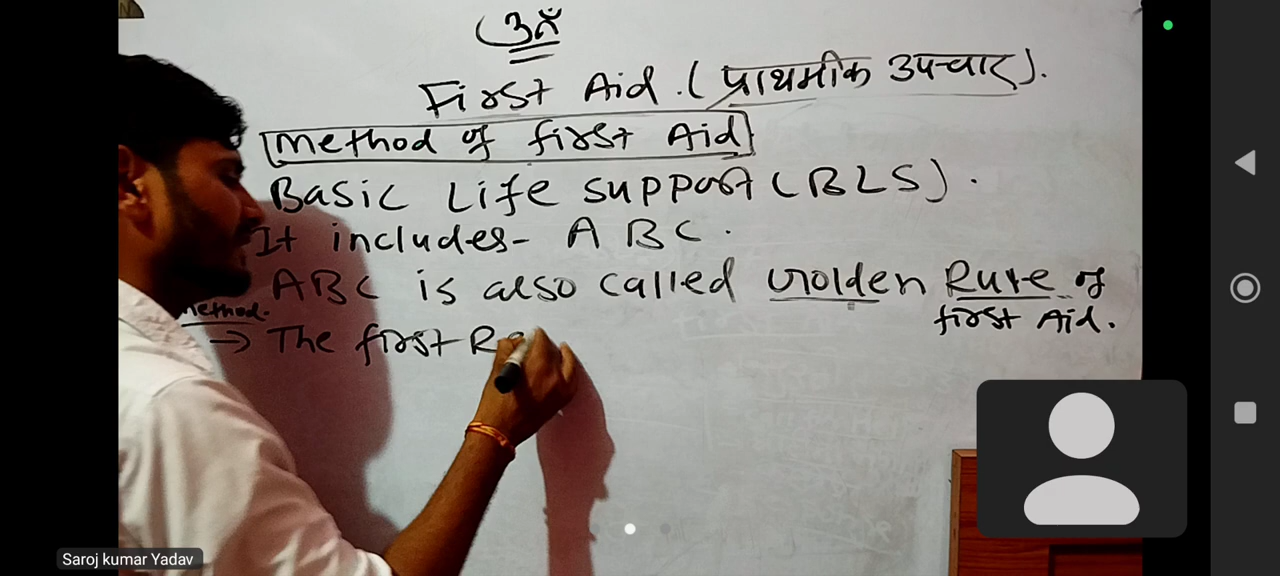 ॐ
First Aid. (प्राथमीक उपचार).
Method of first Aid
Basic Life support (BLS).
It includes- A B C.
ABC is also called Golden Rule of first Aid.
method.
→ The first R
Saroj kumar Yadav